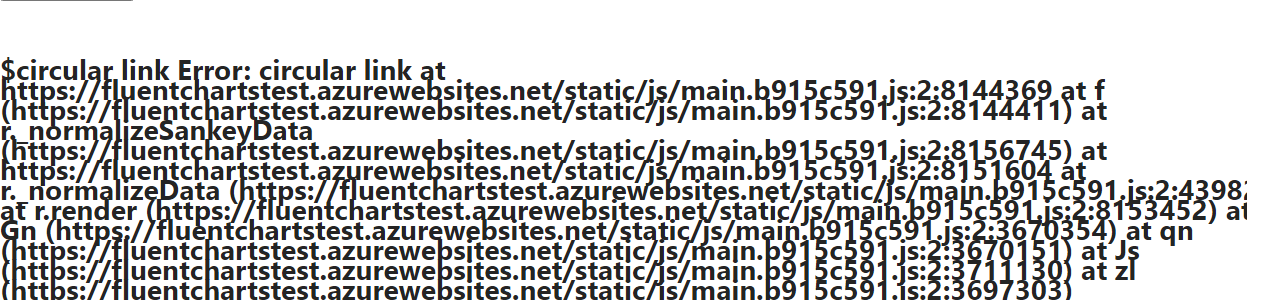 $circular link Error: circular link at
https://fluentchartstest.azurewebsites.net/static/js/main.b915c591.js:2:8144369 at f
(https://fluentchartstest.azurewebsites.net/static/js/main.b915c591.js:2:8144411) at
r._normalizeSankeyData
(https://fluentchartstest.azurewebsites.net/static/js/main.b915c591.js:2:8156745) at
https://fluentchartstest.azurewebsites.net/static/js/main.b915c591.js:2:8151604 at
r._normalizeData (https://fluentchartstest.azurewebsites.net/static/js/main.b915c591.js:2:43982
at r.render (https://fluentchartstest.azurewebsites.net/static/js/main.b915c591.js:2:8153452) at
Gn (https://fluentchartstest.azurewebsites.net/static/js/main.b915c591.js:2:3670354) at qn
(https://fluentchartstest.azurewebsites.net/static/js/main.b915c591.js:2:3670151) at Js
(https://fluentchartstest.azurewebsites.net/static/js/main.b915c591.js:2:3711130) at zl
(https://fluentchartstest.azurewebsites.net/static/js/main.b915c591.js:2:3697303)